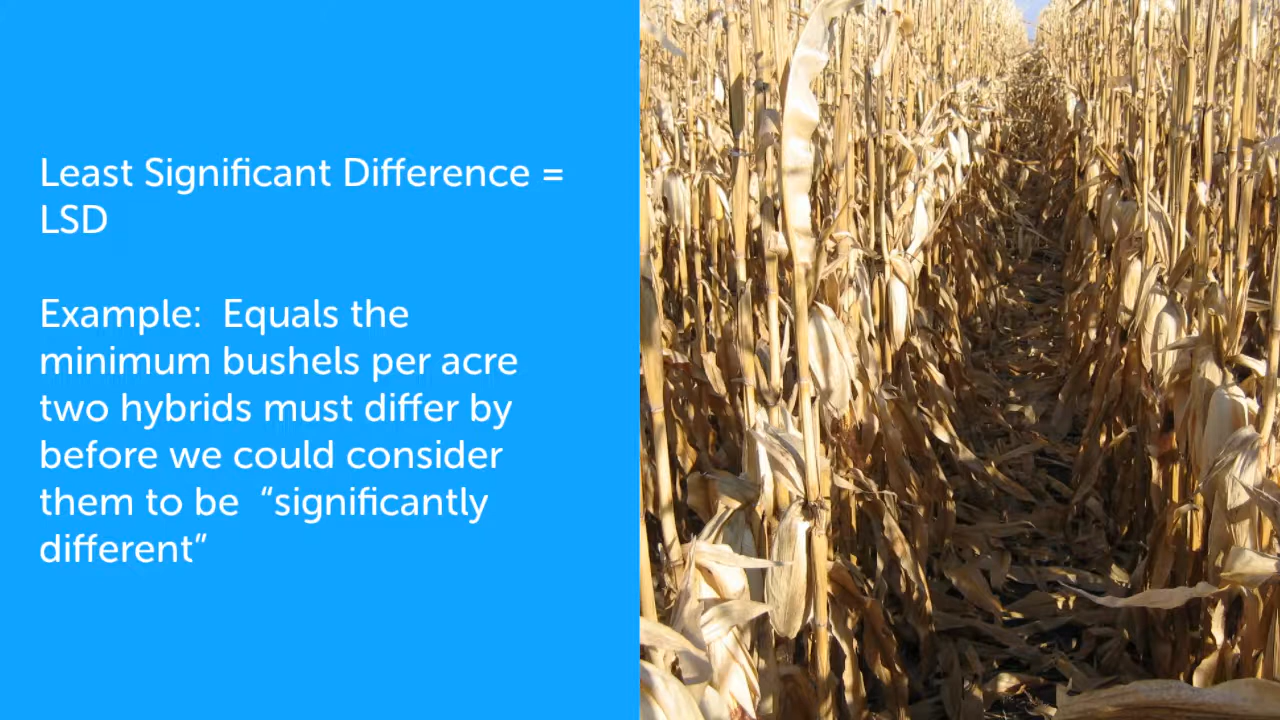 Least Significant Difference =
LSD
Example:  Equals the
minimum bushels per acre
two hybrids must differ by
before we could consider
them to be  “significantly
different”